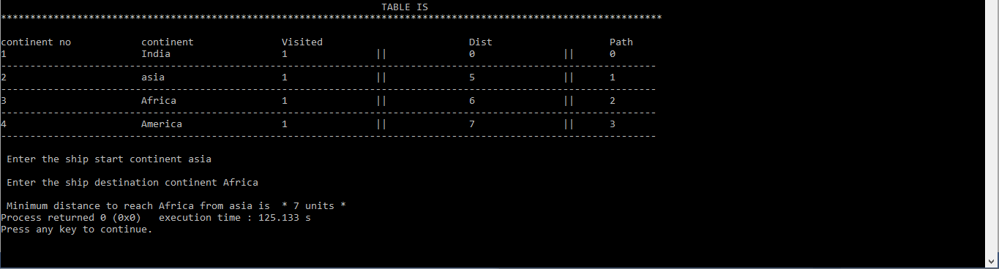 TABLE IS
*****************************************************************************************************************
continent no continent Visited Dist Path
1 India 1 || 0 || 0
----------------------------------------------------------------------------------------------------------------
2 asia 1 || 5 || 1
----------------------------------------------------------------------------------------------------------------
3 Africa 1 || 6 || 2
----------------------------------------------------------------------------------------------------------------
4 America 1 || 7 || 3
----------------------------------------------------------------------------------------------------------------
Enter the ship start continent asia
Enter the ship destination continent Africa
Minimum distance to reach Africa from asia is * 7 units *
Process returned 0 (0x0) execution time : 125.133 s
Press any key to continue.